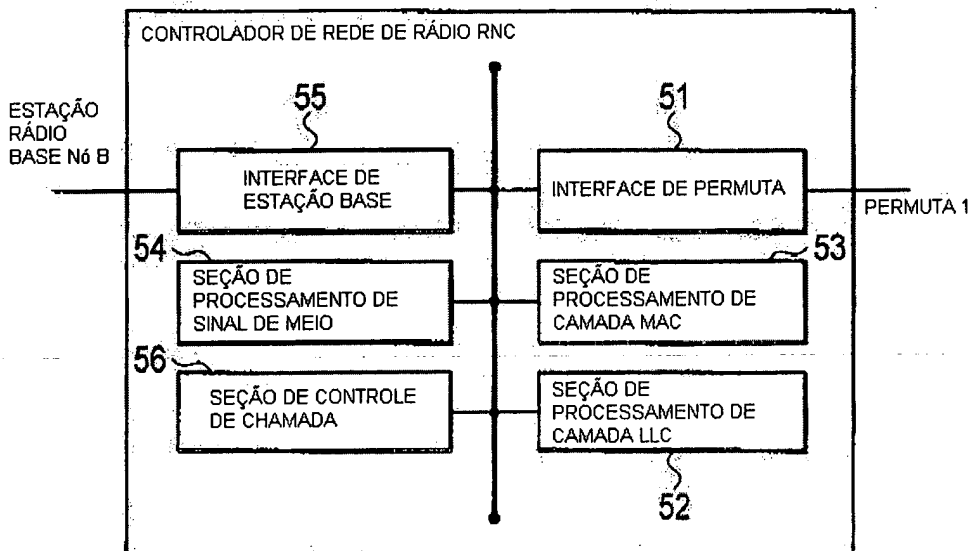 CONTROLADOR DE REDE DE RÁDIO RNC
ESTAÇÃO
RÁDIO
BASE Nó B
55
INTERFACE DE
ESTAÇÃO BASE
51
INTERFACE DE PERMUTA
PERMUTA 1
54
SEÇÃO DE
PROCESSAMENTO DE
SINAL DE MEIO
53
SEÇÃO DE
PROCESSAMENTO DE
CAMADA MAC
56
SEÇÃO DE CONTROLE
DE CHAMADA
SEÇÃO DE
PROCESSAMENTO DE
CAMADA LLC
52